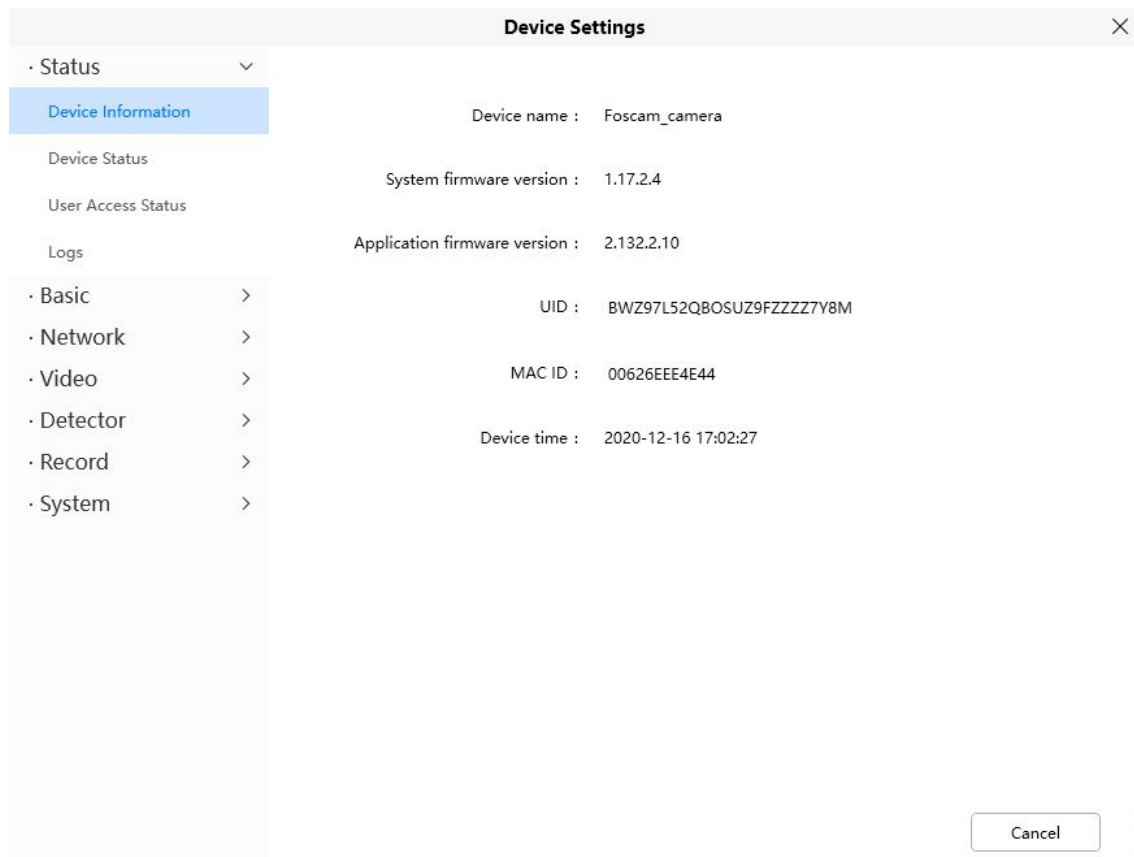 Device Settings
· Status
Device Information
Device Status
User Access Status
Logs
· Basic
· Network
· Video
· Detector
· Record
· System
Device name : Foscam_camera
System firmware version : 1.17.2.4
Application firmware version : 2.132.2.10
UID : BWZ97L52QBOSUZ9FZZZZ7Y8M
MAC ID : 00626EEE4E44
Device time : 2020-12-16 17:02:27
Cancel